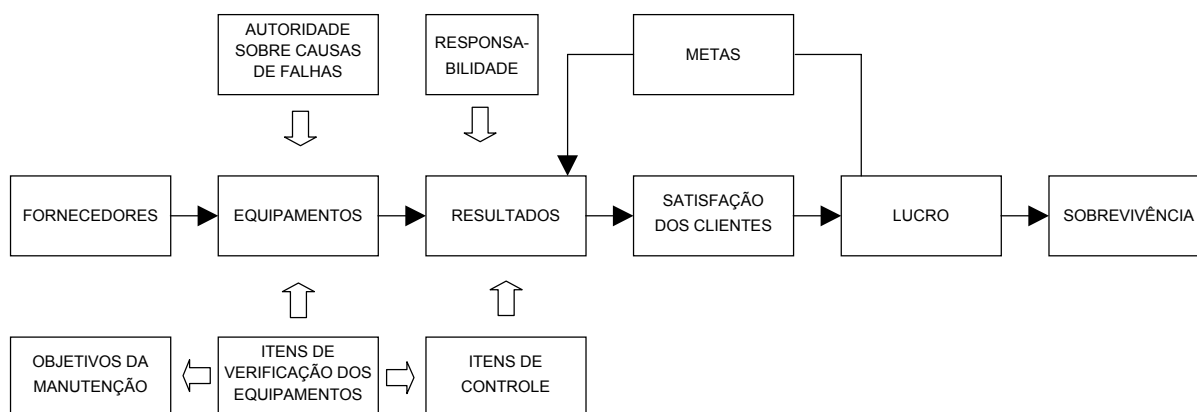 AUTORIDADE
SOBRE CAUSAS
DE FALHAS
RESPONSA-
BILIDADE
METAS
FORNECEDORES
EQUIPAMENTOS
RESULTADOS
SATISFAÇÃO
DOS CLIENTES
LUCRO
SOBREVIVÊNCIA
OBJETIVOS DA
MANUTENÇÃO
ITENS DE
VERIFICAÇÃO DOS
EQUIPAMENTOS
ITENS DE
CONTROLE